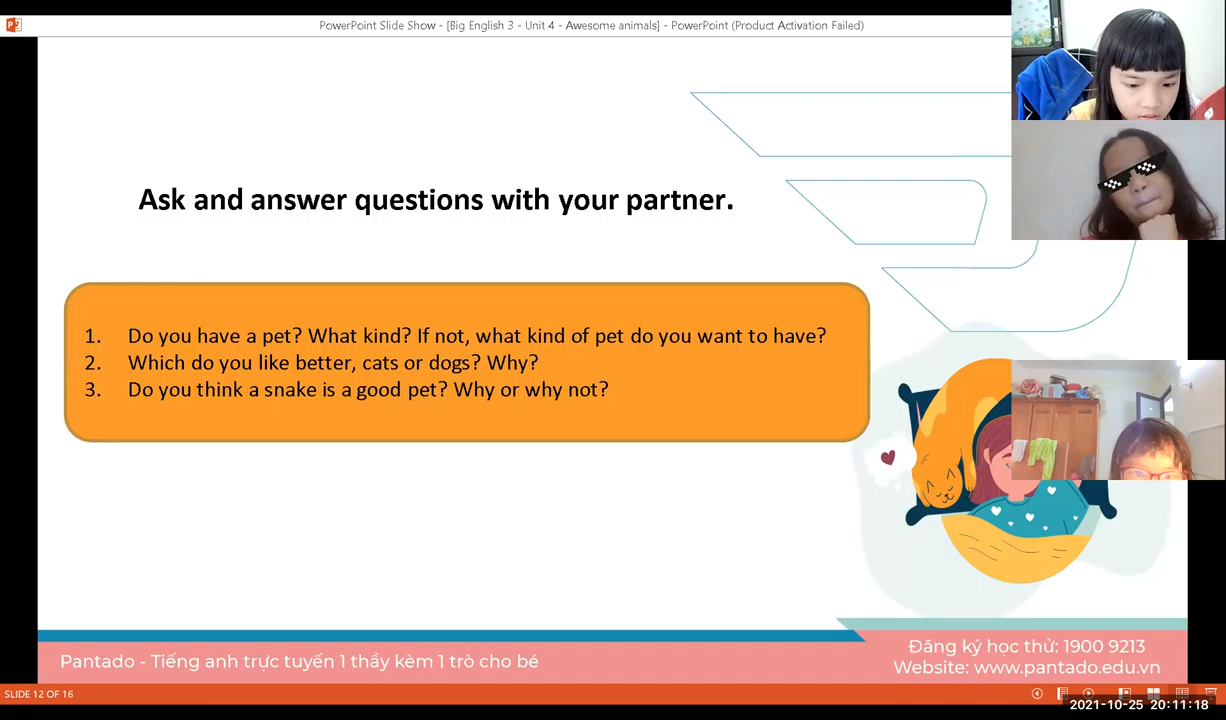 PowerPoint Slide Show - [Big English 3 - Unit 4 - Awesome animals] - PowerPoint (Product Activation Failed)
Ask and answer questions with your partner.
1. Do you have a pet? What kind? If not, what kind of pet do you want to have?
2. Which do you like better, cats or dogs? Why?
3. Do you think a snake is a good pet? Why or why not?
Pantado - Tiếng anh trực tuyến 1 thầy kèm 1 trò cho bé
Đăng ký học thử: 1900 9213
Website: www.pantado.edu.vn
SLIDE 12 OF 16
2021-10-25 20:11:18